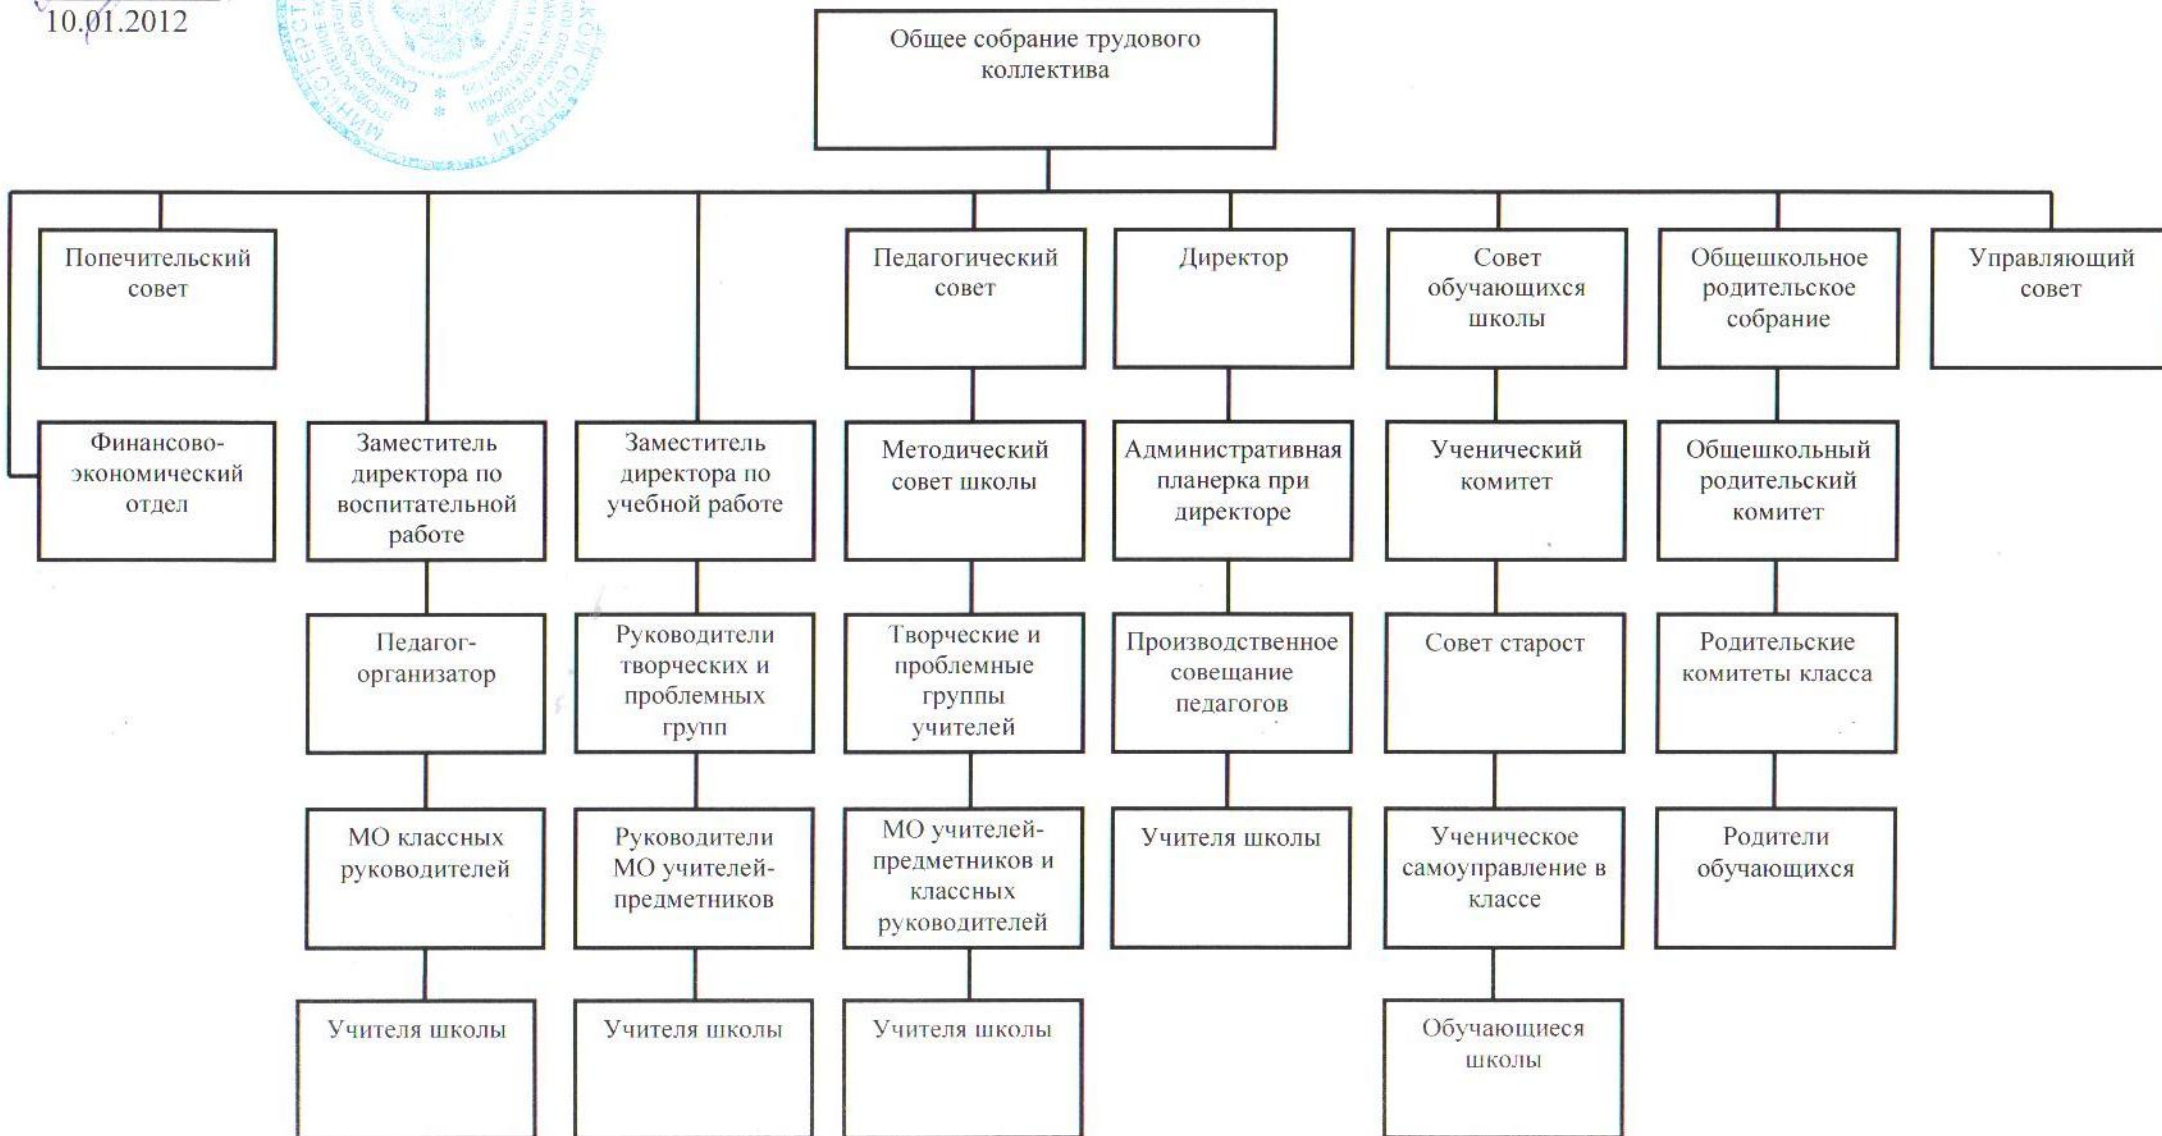 10.01.2012
Общее собрание трудового
коллектива
Попечительский
совет
Педагогический
совет
Директор
Совет
обучающихся
школы
Общешкольное
родительское
собрание
Управляющий
совет
Финансово-
экономический
отдел
Заместитель
директора по
воспитательной
работе
Заместитель
директора по
учебной работе
Методический
совет школы
Административная
планерка при
директоре
Ученический
комитет
Общешкольный
родительский
комитет
Педагог-
организатор
Руководители
творческих и
проблемных
групп
Творческие и
проблемные
группы
учителей
Производственное
совещание
педагогов
Совет старост
Родительские
комитеты класса
МО классных
руководителей
Руководители
МО учителей-
предметников
МО учителей-
предметников и
классных
руководителей
Учителя школы
Ученическое
самоуправление в
классе
Родители
обучающихся
Учителя школы
Учителя школы
Учителя школы
Обучающиеся
школы